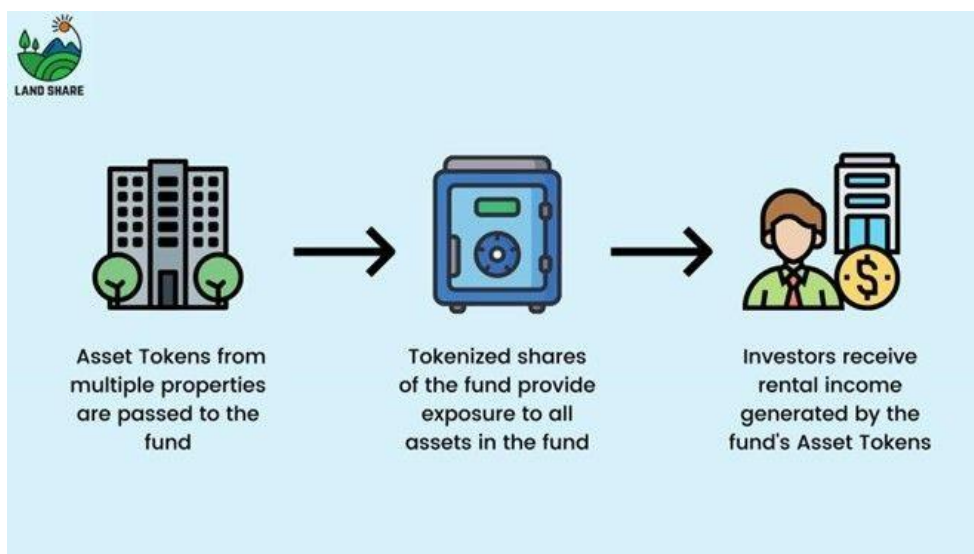 LAND SHARE
Asset Tokens from
multiple properties
are passed to the
fund
Tokenized shares
of the fund provide
exposure to all
assets in the fund
Investors receive
rental income
generated by the
fund's Asset Tokens